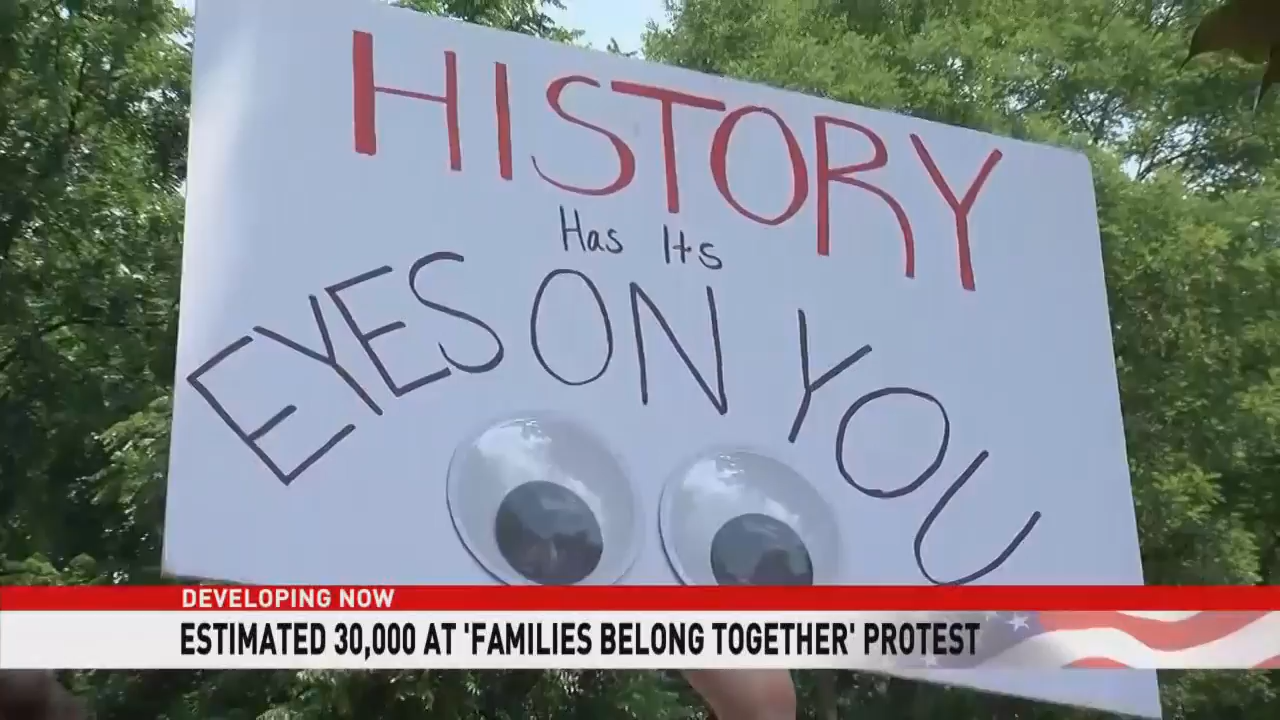 HISTORY
Has Its
EYES ON YOU
DEVELOPING NOW
ESTIMATED 30,000 AT 'FAMILIES BELONG TOGETHER' PROTEST